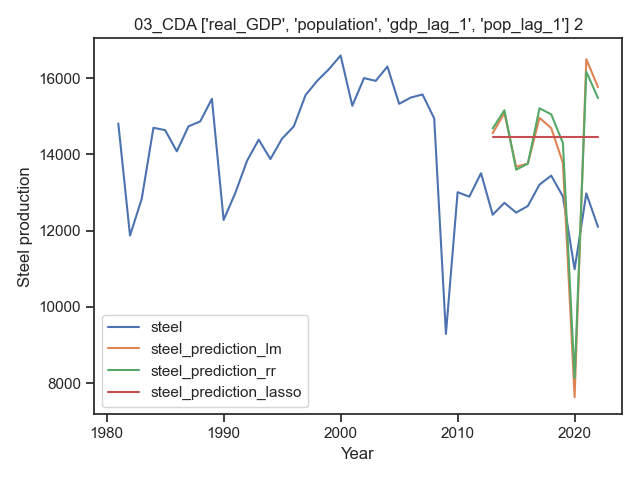 03_CDA ['real_GDP', 'population', 'gdp_lag_1', 'pop_lag_1'] 2
Steel production
16000
14000
12000
10000
8000
steel
steel_prediction_lm
steel_prediction_rr
steel_prediction_lasso
1980
1990
2000
2010
2020
Year